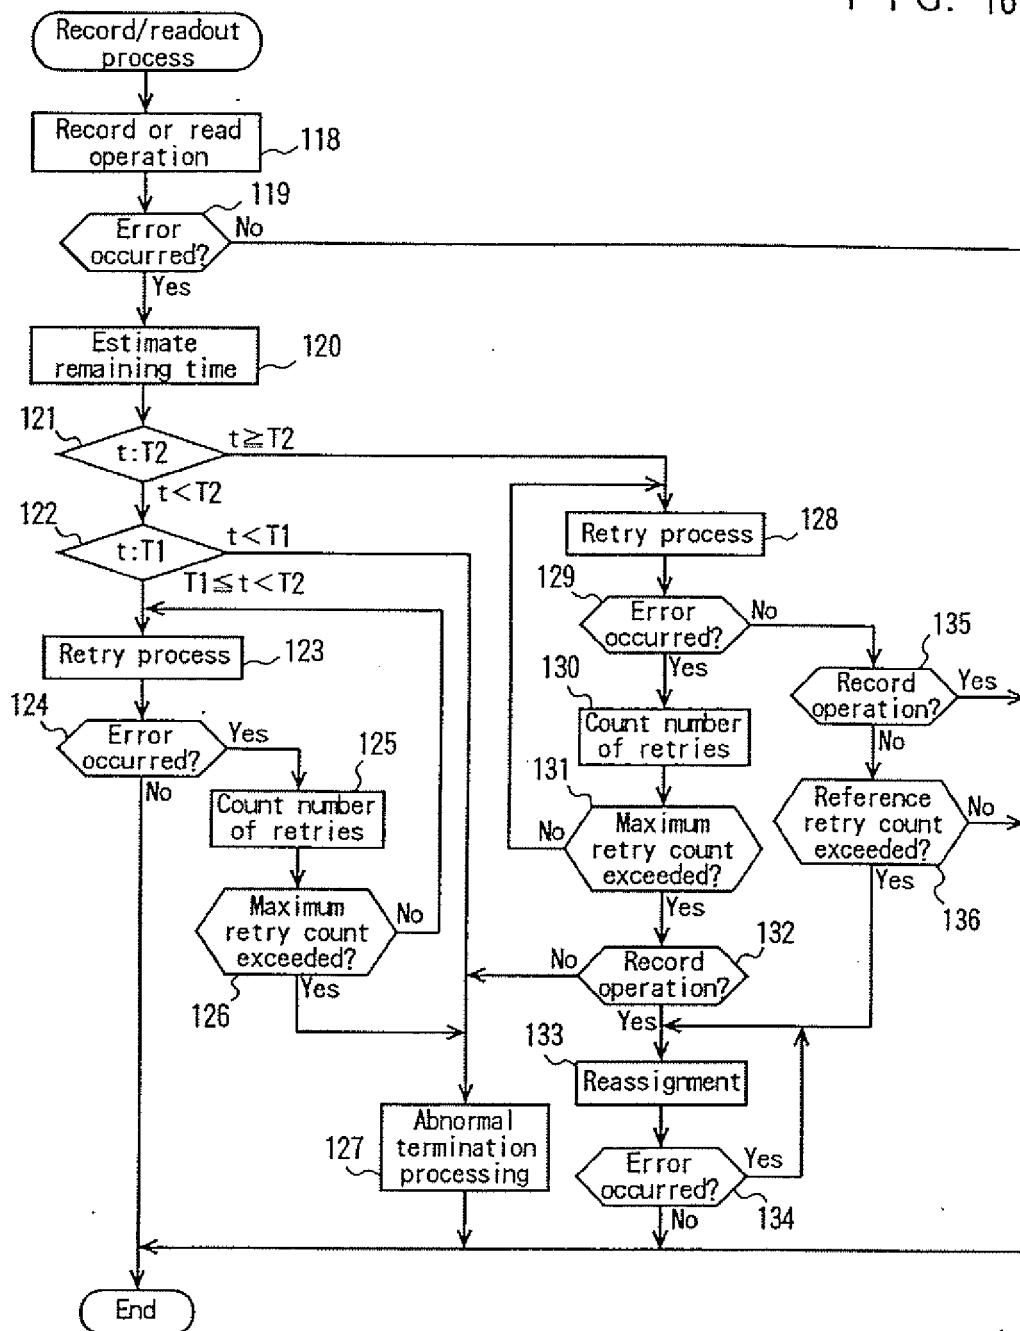 FIG. 16
Record/readout
process
Record or read
operation
118
119
Error
occurred?
No
Yes
Estimate
remaining time
120
121
t:T2
t≧T2
t<T2
122
t:T1
t<T1
T1≦t<T2
Retry process
123
124
Error
occurred?
Yes
No
125
Count number
of retries
Maximum
retry count
exceeded?
No
Yes
126
Abnormal
termination
processing
127
Retry process
128
129
Error
occurred?
No
Yes
130
Count number
of retries
131
Maximum
retry count
exceeded?
No
Yes
132
Record
operation?
No
Yes
133
Reassignment
Error
occurred?
Yes
No
134
135
Record
operation?
Yes
No
Reference
retry count
exceeded?
No
Yes
136
End